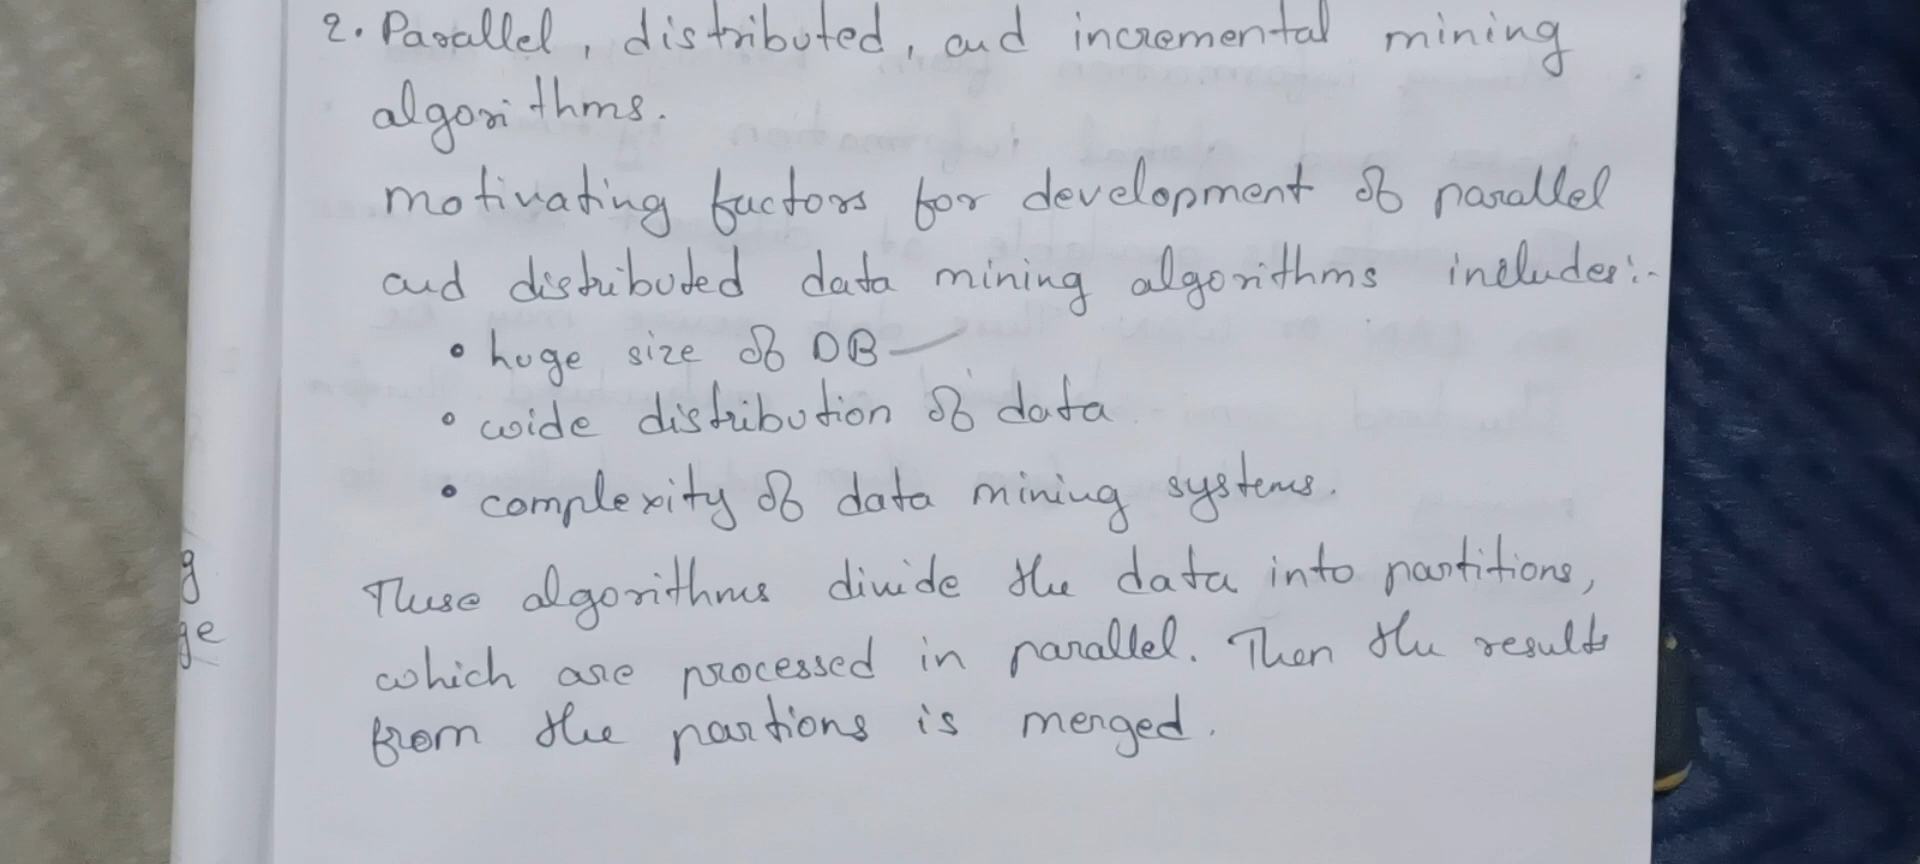 2. Parallel, distributed, and incremental mining
algorithms.
motivating factors for development of parallel
and distributed data mining algorithms includes:-
• huge size of DB
• wide distribution of data
• complexity of data mining systems.
These algorithms divide the data into partitions,
which are processed in parallel. Then the results
from the partions is merged.
g
ge